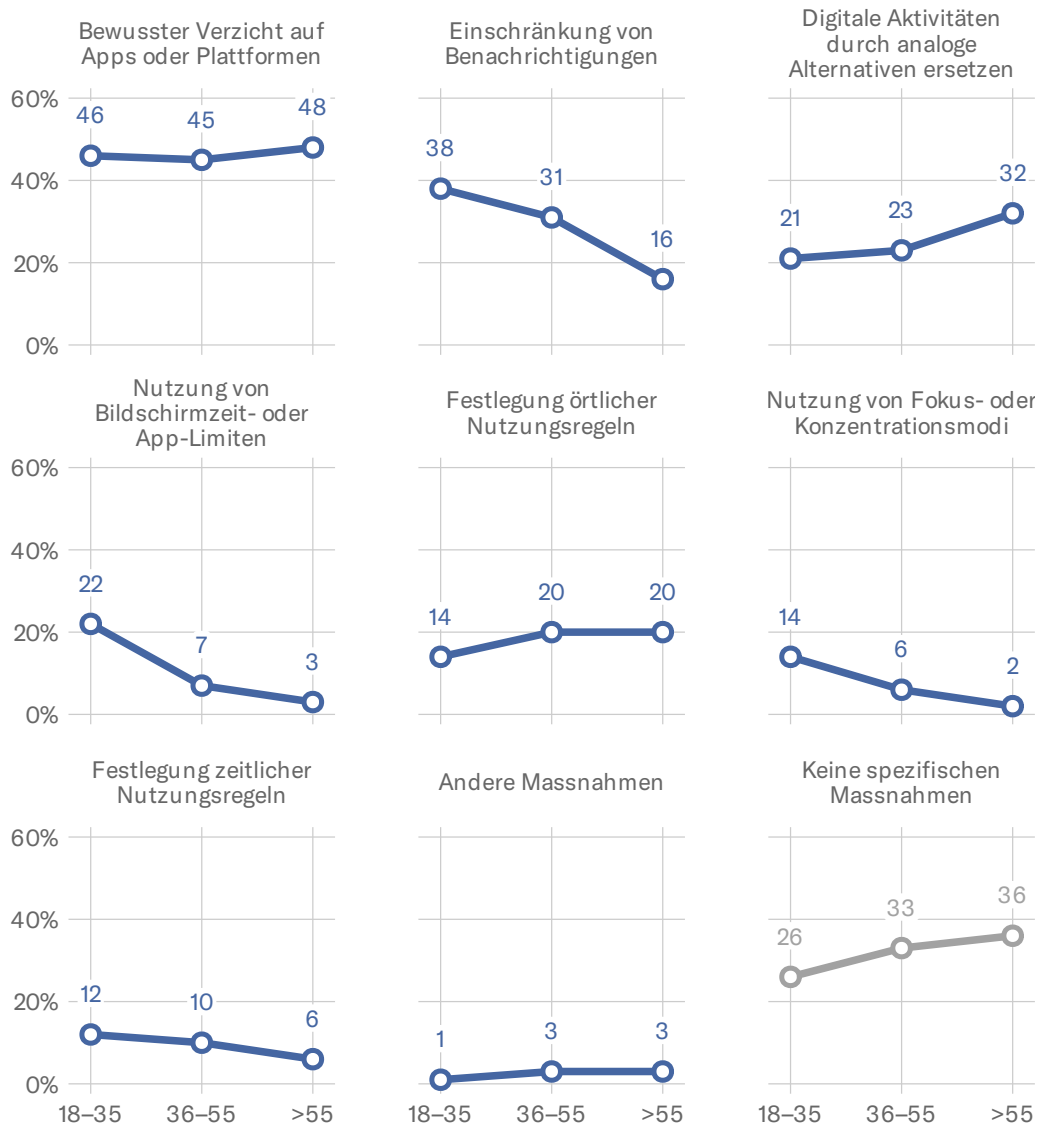 Bewusster Verzicht auf
Apps oder Plattformen
60%
40%
20%
0%
46
45
48
Einschränkung von
Benachrichtigungen
38
31
16
Digitale Aktivitäten
durch analoge
Alternativen ersetzen
21
23
32
Nutzung von
Bildschirmzeit- oder
App-Limiten
60%
40%
20%
0%
22
7
3
Festlegung örtlicher
Nutzungsregeln
14
20
20
Nutzung von Fokus- oder
Konzentrationsmodi
14
6
2
Festlegung zeitlicher
Nutzungsregeln
60%
40%
20%
0%
12
10
6
18–35
36–55
>55
Andere Massnahmen
1
3
3
18–35
36–55
>55
Keine spezifischen
Massnahmen
26
33
36
18–35
36–55
>55